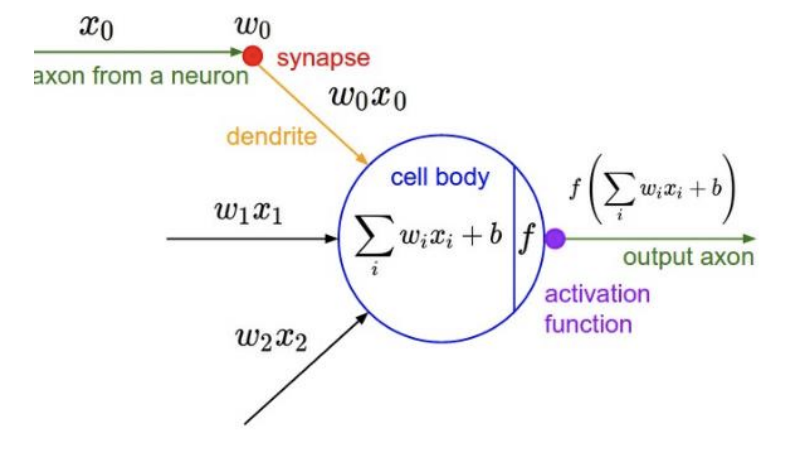 x₀
w₀
synapse
axon from a neuron
w₀x₀
dendrite
cell body
f(∑ᵢ wᵢxᵢ + b)
w₁x₁
∑ᵢ wᵢxᵢ + b
f
output axon
activation
function
w₂x₂